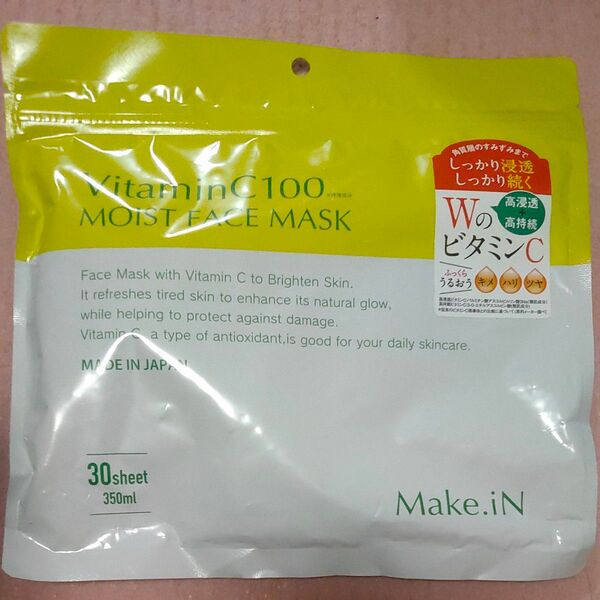 VitaminC100
MOIST FACE MASK
角質層のすみずみまで
しっかり浸透
しっかり続く
高浸透
+
高持続
Wの
ビタミンC
ふっくら
うるおう
キメ ハリ ツヤ
Face Mask with Vitamin C to Brighten Skin.
It refreshes tired skin to enhance its natural glow,
while helping to protect against damage.
Vitamin C, a type of antioxidant,is good for your daily skincare.
MADE IN JAPAN
30sheet
350ml
Make.iN